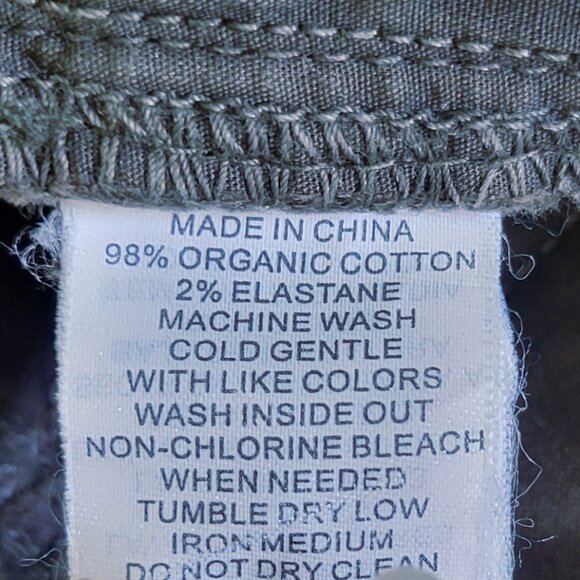 MADE IN CHINA
98% ORGANIC COTTON
2% ELASTANE
MACHINE WASH
COLD GENTLE
WITH LIKE COLORS
WASH INSIDE OUT
NON-CHLORINE BLEACH
WHEN NEEDED
TUMBLE DRY LOW
IRON MEDIUM
DO NOT DRY CLEAN